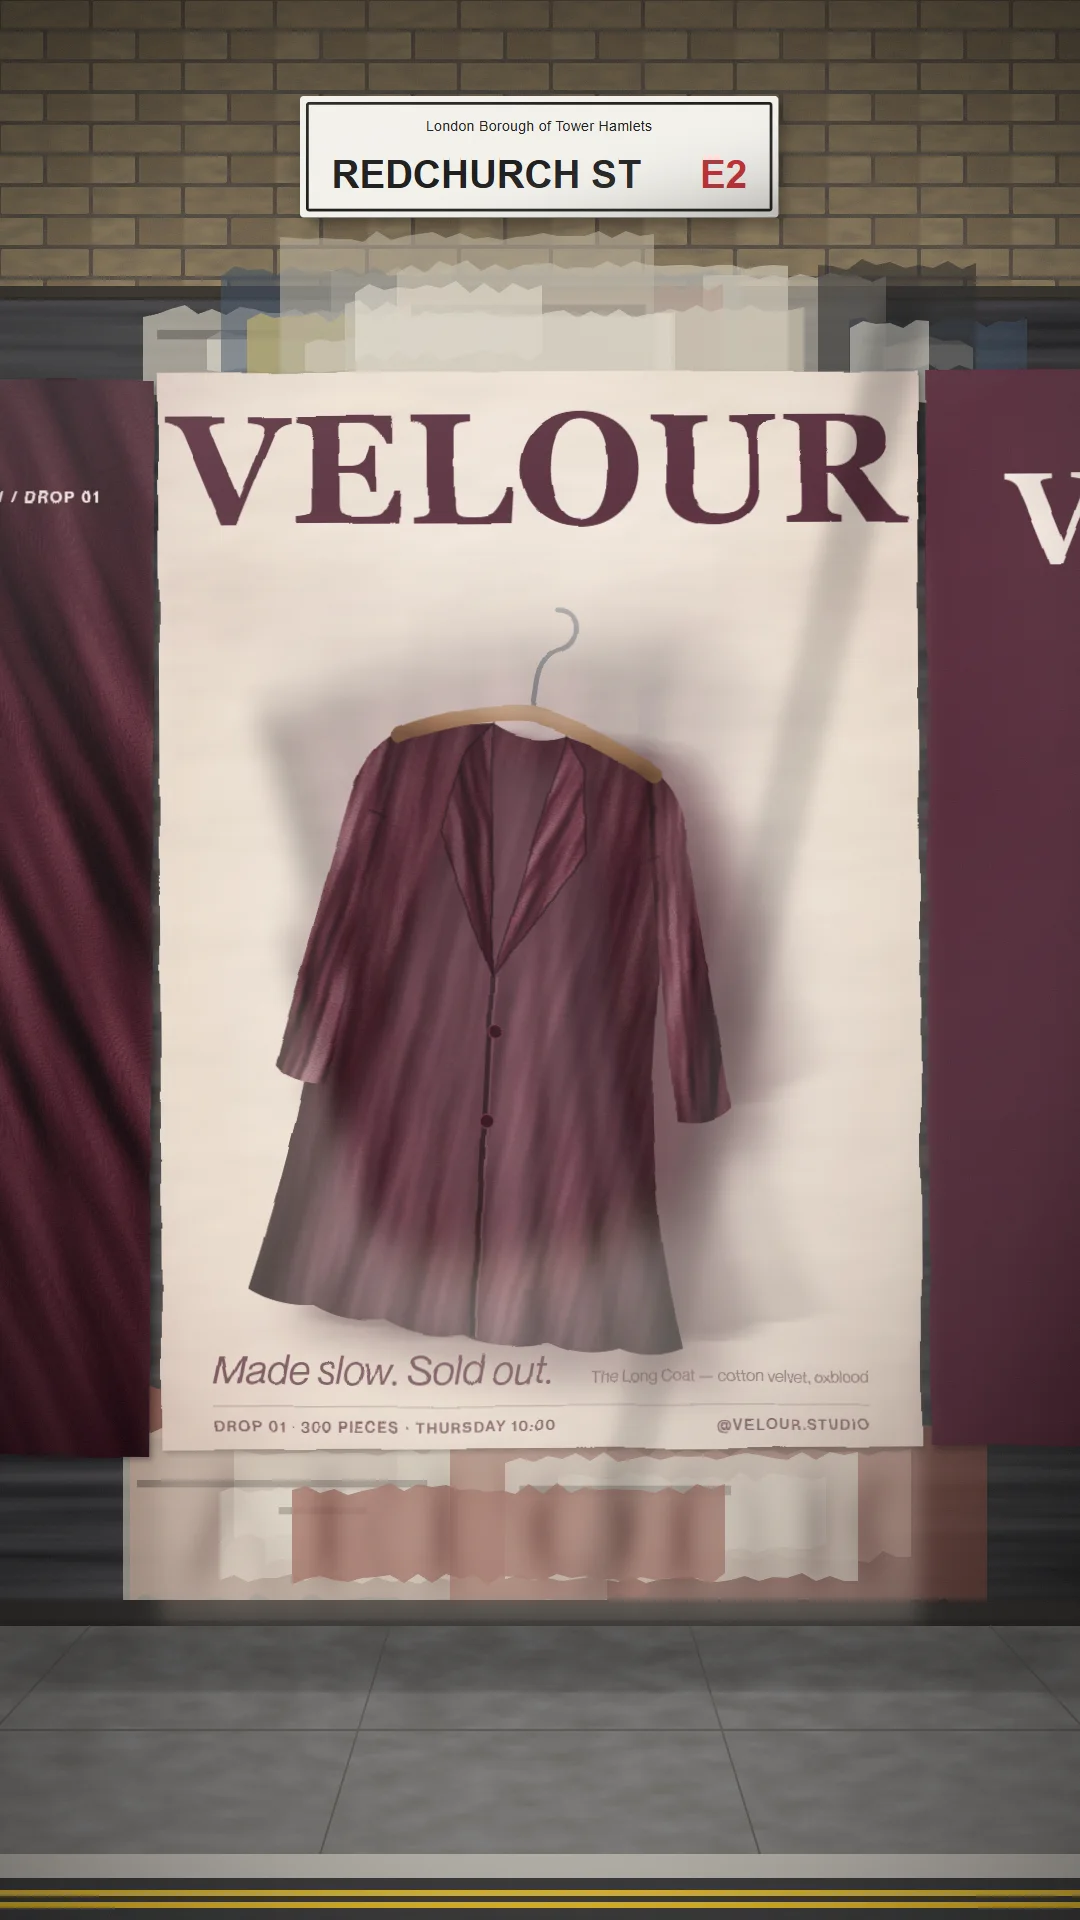 London Borough of Tower Hamlets
REDCHURCH ST E2
/ DROP 01
VELOUR
V
Made slow. Sold out.
The Long Coat — cotton velvet, oxblood
DROP 01 · 300 PIECES · THURSDAY 10:00
@VELOUR.STUDIO